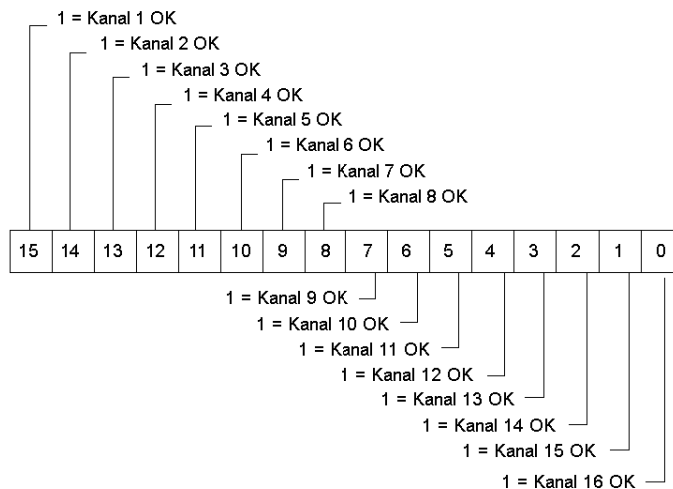 1 = Kanal 1 OK
1 = Kanal 2 OK
1 = Kanal 3 OK
1 = Kanal 4 OK
1 = Kanal 5 OK
1 = Kanal 6 OK
1 = Kanal 7 OK
1 = Kanal 8 OK
15 14 13 12 11 10 9 8 7 6 5 4 3 2 1 0
1 = Kanal 9 OK
1 = Kanal 10 OK
1 = Kanal 11 OK
1 = Kanal 12 OK
1 = Kanal 13 OK
1 = Kanal 14 OK
1 = Kanal 15 OK
1 = Kanal 16 OK